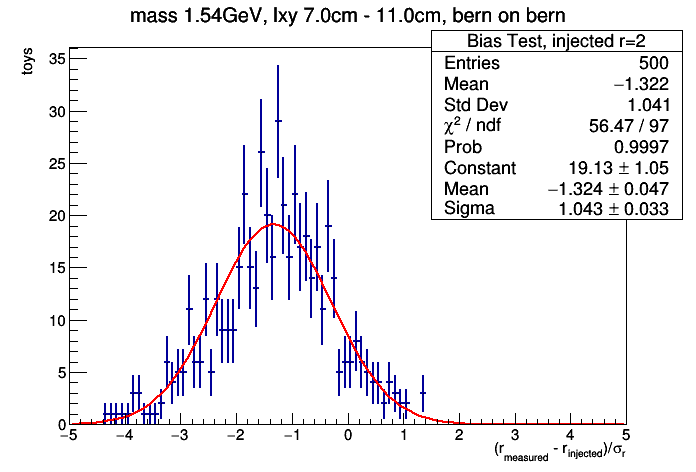 mass 1.54GeV, lxy 7.0cm - 11.0cm, bern on bern
Bias Test, injected r=2
Entries 500
Mean −1.322
Std Dev 1.041
χ² / ndf 56.47 / 97
Prob 0.9997
Constant 19.13 ± 1.05
Mean −1.324 ± 0.047
Sigma 1.043 ± 0.033
toys
35
30
25
20
15
10
5
0
−5 −4 −3 −2 −1 0 1 2 3 4 5
(r_measured - r_injected)/σ_r